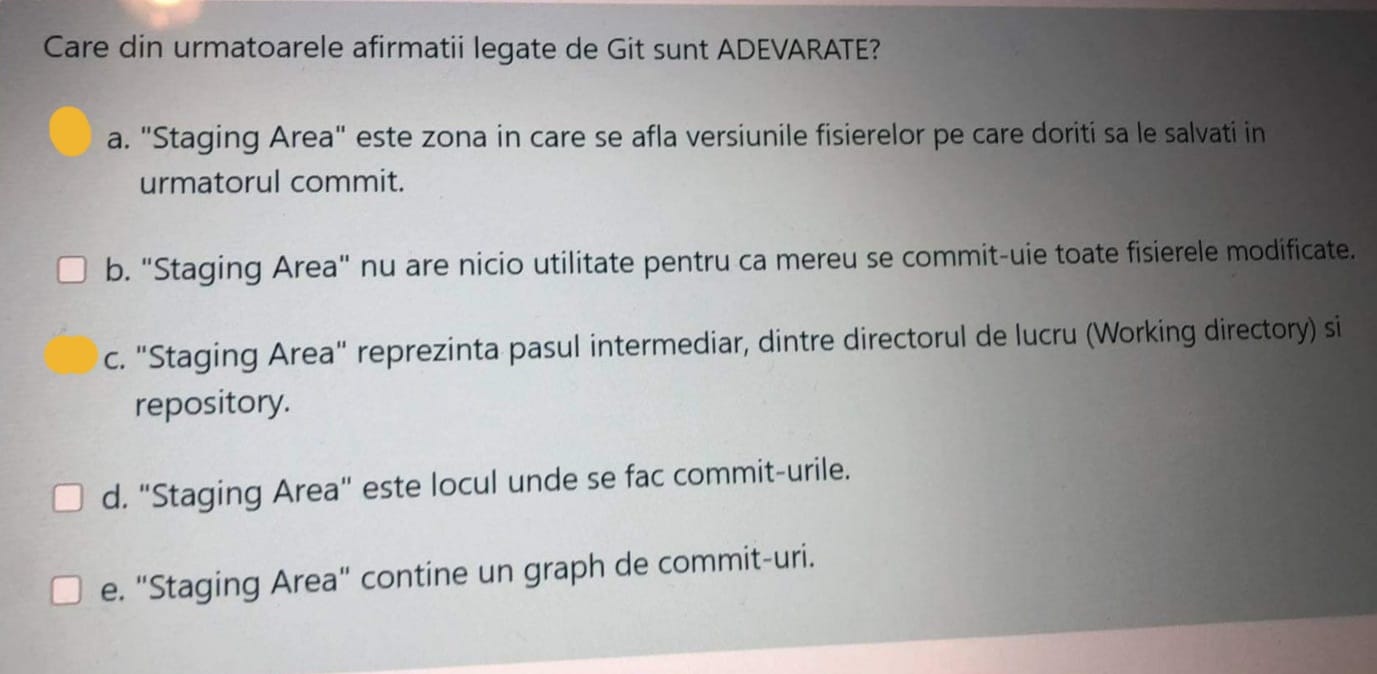 Care din urmatoarele afirmatii legate de Git sunt ADEVARATE?
a. "Staging Area" este zona in care se afla versiunile fisierelor pe care doriti sa le salvati in
urmatorul commit.
b. "Staging Area" nu are nicio utilitate pentru ca mereu se commit-uie toate fisierele modificate.
c. "Staging Area" reprezinta pasul intermediar, dintre directorul de lucru (Working directory) si
repository.
d. "Staging Area" este locul unde se fac commit-urile.
e. "Staging Area" contine un graph de commit-uri.